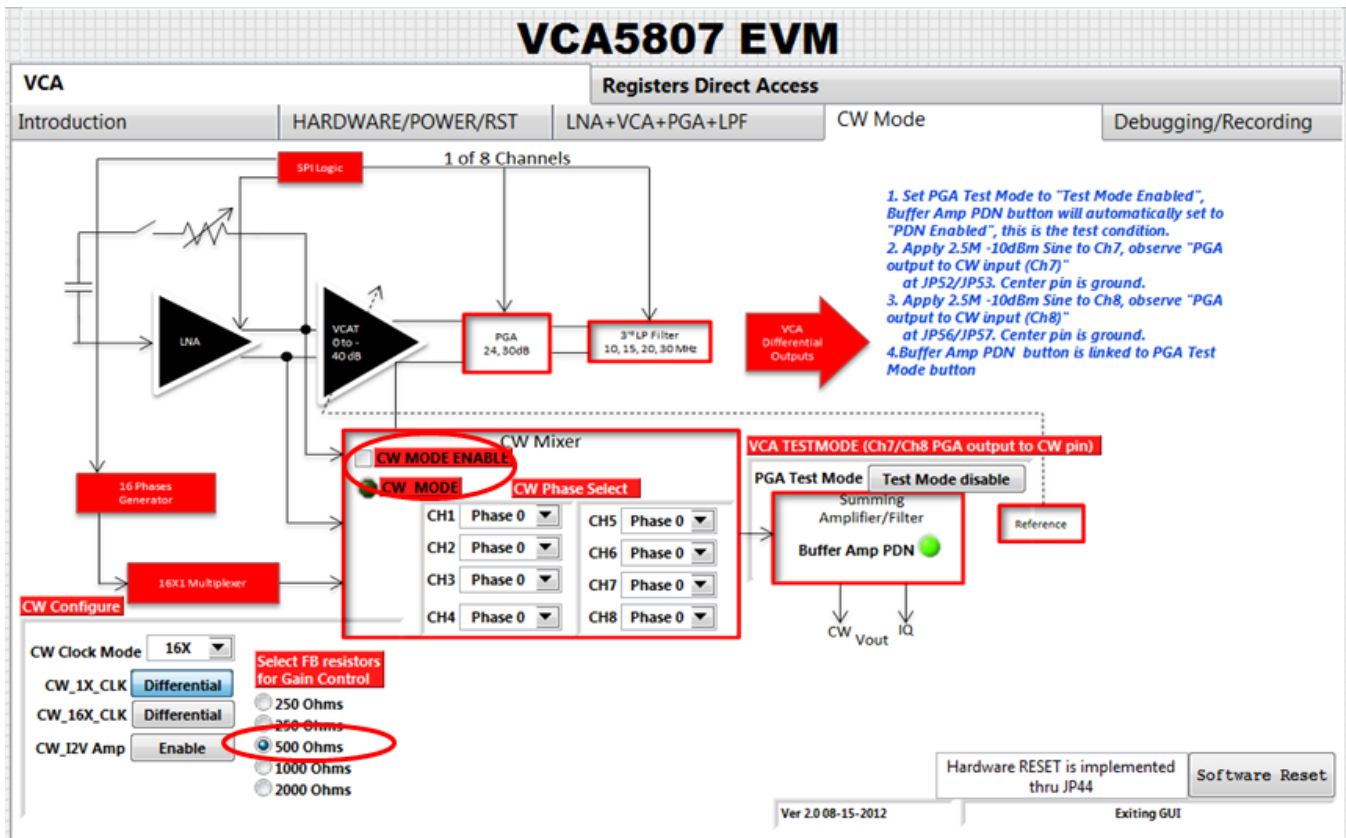 VCA5807 EVM
VCA
Registers Direct Access
Introduction
HARDWARE/POWER/RST
LNA+VCA+PGA+LPF
CW Mode
Debugging/Recording
SPI Logic
1 of 8 Channels
1. Set PGA Test Mode to "Test Mode Enabled",
Buffer Amp PDN button will automatically set to
"PDN Enabled", this is the test condition.
2. Apply 2.5M -10dBm Sine to Ch7, observe "PGA
output to CW input (Ch7)"
at JP52/JP53. Center pin is ground.
3. Apply 2.5M -10dBm Sine to Ch8, observe "PGA
output to CW input (Ch8)"
at JP56/JP57. Center pin is ground.
4.Buffer Amp PDN button is linked to PGA Test
Mode button
LNA
VCAT
0 to -
40 dB
PGA
24, 30dB
3rd LP Filter
10, 15, 20, 30 MHz
VCA
Differential
Outputs
16 Phases
Generator
16X1 Multiplexer
CW Mixer
CW MODE ENABLE
CW MODE
CW Phase Select
CH1 Phase 0
CH2 Phase 0
CH3 Phase 0
CH4 Phase 0
CH5 Phase 0
CH6 Phase 0
CH7 Phase 0
CH8 Phase 0
VCA TESTMODE (Ch7/Ch8 PGA output to CW pin)
PGA Test Mode Test Mode disable
Summing
Amplifier/Filter
Buffer Amp PDN
Reference
CW Vout IQ
CW Configure
CW Clock Mode 16X
CW_1X_CLK Differential
CW_16X_CLK Differential
CW_I2V Amp Enable
Select FB resistors
for Gain Control
250 Ohms
250 Ohms
500 Ohms
1000 Ohms
2000 Ohms
Hardware RESET is implemented
thru JP44
Software Reset
Ver 2.0 08-15-2012
Exiting GUI